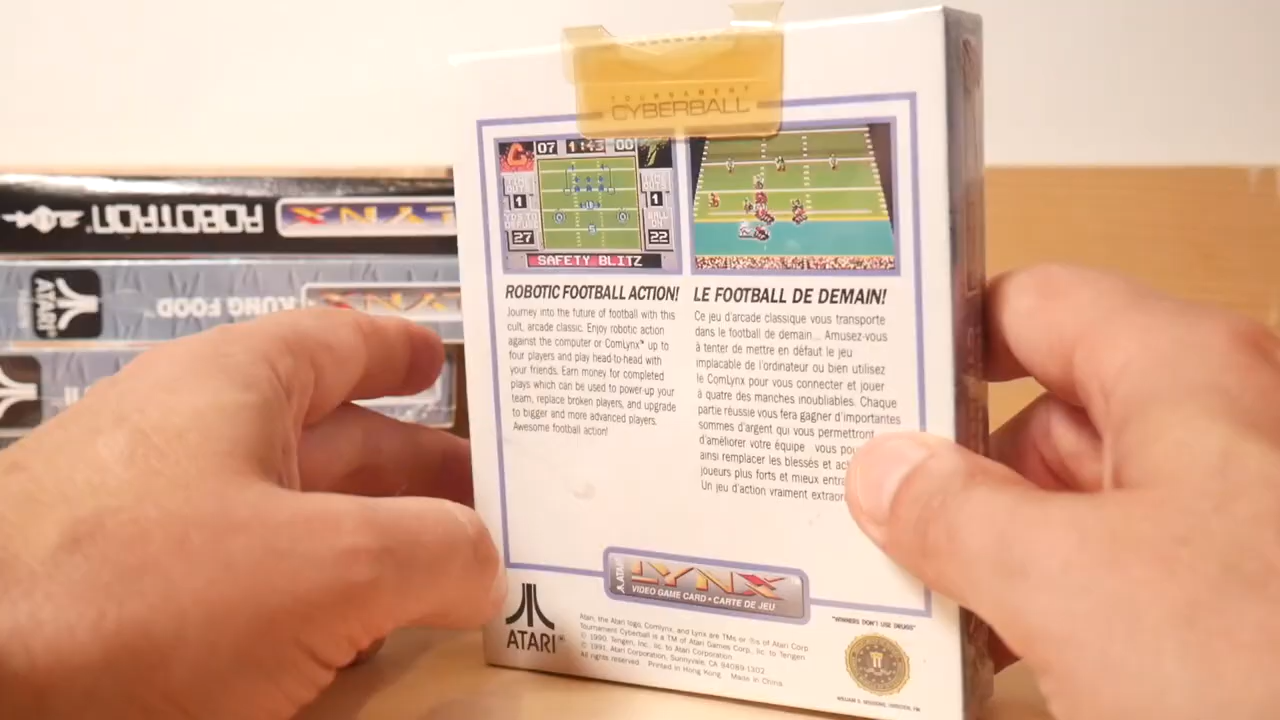 TOURNAMENT
CYBERBALL
07 1:43 00
1 1
27 22
SAFETY BLITZ
ROBOTIC FOOTBALL ACTION!
Journey into the future of football with this
cult, arcade classic. Enjoy robotic action
against the computer or ComLynx™ up to
four players and play head-to-head with
your friends. Earn money for completed
plays which can be used to power-up your
team, replace broken players, and upgrade
to bigger and more advanced players.
Awesome football action!
LE FOOTBALL DE DEMAIN!
Ce jeu d'arcade classique vous transporte
dans le football de demain... Amusez-vous
à tenter de mettre en défaut le jeu
implacable de l'ordinateur ou bien utilisez
le ComLynx pour vous connecter et jouer
à quatre des manches inoubliables. Chaque
partie réussie vous fera gagner d'importantes
sommes d'argent qui vous permettront
d'améliorer votre équipe vous
ainsi remplacer les blessés et
joueurs plus forts et mieux
Un jeu d'action vraiment
ATARI LYNX
VIDEO GAME CARD • CARTE DE JEU
ATARI®
Atari, the Atari logo, Comlynx, and Lynx are TMs or ®s of Atari Corp
Tournament Cyberball is a TM of Atari Games Corp., lic. to Tengen
© 1990, Tengen, Inc., lic. to Atari Corporation
© 1991, Atari Corporation, Sunnyvale, CA 94089-1302
All rights reserved. Printed in Hong Kong. Made in China.
"WINNERS DON'T USE DRUGS"
WILLIAM S. SESSIONS, DIRECTOR, FBI
LYNX ROBOTRON
LYNX KUNG FOOD ATARI